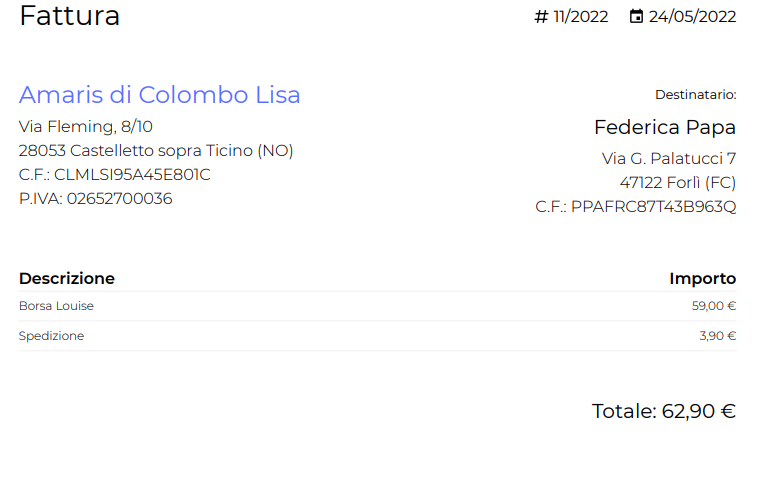 Fattura
# 11/2022 24/05/2022
Amaris di Colombo Lisa
Via Fleming, 8/10
28053 Castelletto sopra Ticino (NO)
C.F.: CLMLSI95A45E801C
P.IVA: 02652700036
Destinatario:
Federica Papa
Via G. Palatucci 7
47122 Forlì (FC)
C.F.: PPAFRC87T43B963Q
Descrizione Importo
Borsa Louise 59,00 €
Spedizione 3,90 €
Totale: 62,90 €